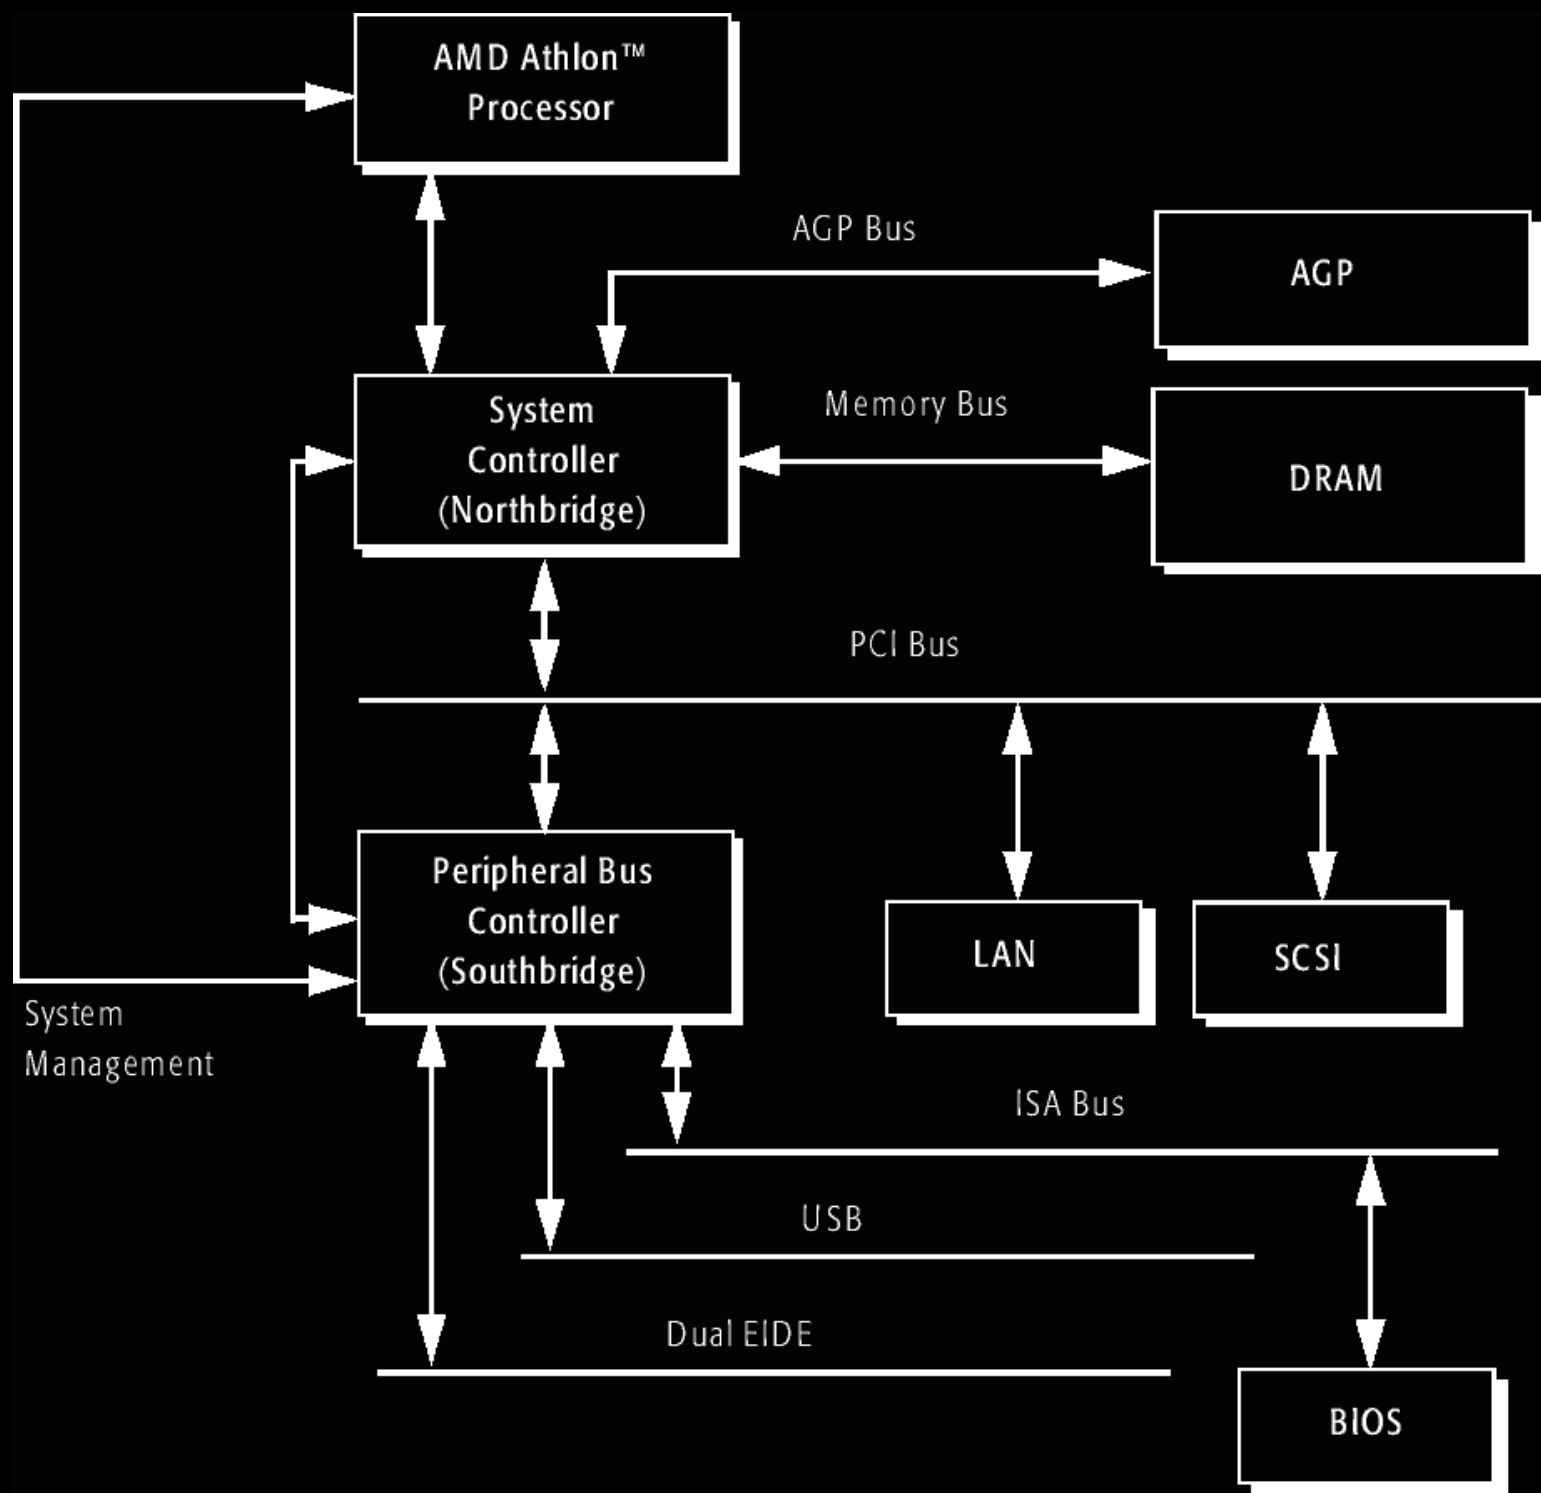 AMD Athlon™
Processor
AGP Bus
AGP
System
Controller
(Northbridge)
Memory Bus
DRAM
PCI Bus
Peripheral Bus
Controller
(Southbridge)
LAN
SCSI
System
Management
ISA Bus
USB
Dual EIDE
BIOS